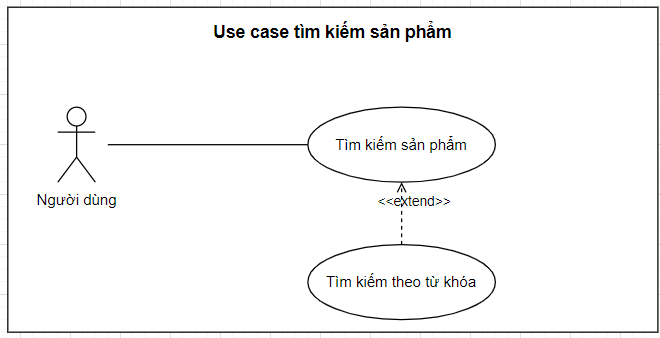 Use case tìm kiếm sản phẩm
Tìm kiếm sản phẩm
Người dùng
<<extend>>
Tìm kiếm theo từ khóa